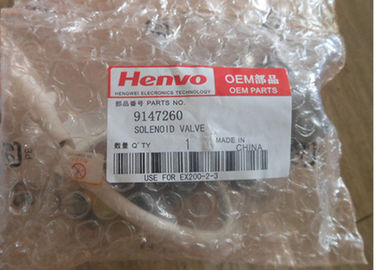 Henvo
HENGWEI ELECTRONICS TECHNOLOGY
OEM部品
OEM PARTS
部品番号 PARTS NO.
9147260
SOLENOID VALVE
数量 Q'TY 1 MADE IN
CHINA
USE FOR EX200-2-3